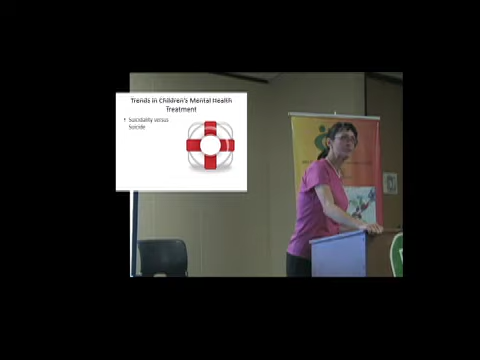 Trends in Children's Mental Health
Treatment
• Suicidality versus
Suicide